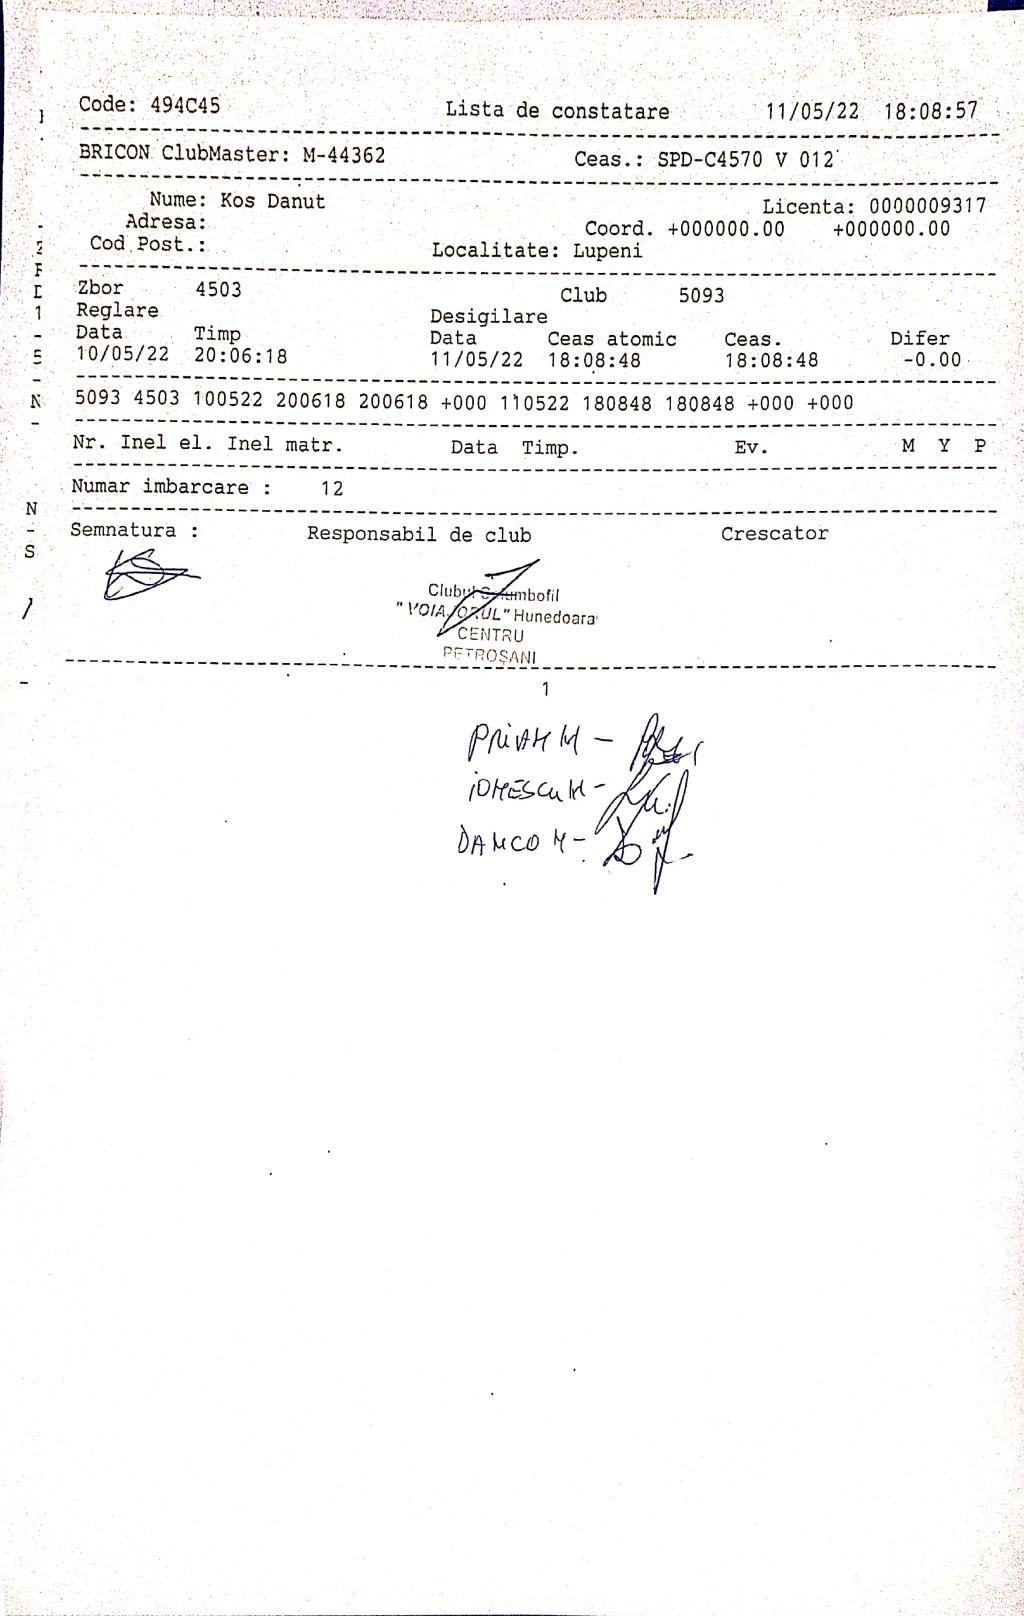 Code: 494C45 Lista de constatare 11/05/22 18:08:57
BRICON ClubMaster: M-44362 Ceas.: SPD-C4570 V 012
Nume: Kos Danut Licenta: 0000009317
Adresa: Coord. +000000.00 +000000.00
Cod Post.: Localitate: Lupeni
Zbor 4503 Club 5093
Reglare Desigilare
Data Timp Data Ceas atomic Ceas. Difer
10/05/22 20:06:18 11/05/22 18:08:48 18:08:48 -0.00
5093 4503 100522 200618 200618 +000 110522 180848 180848 +000 +000
Nr. Inel el. Inel matr. Data Timp. Ev. M Y P
Numar imbarcare : 12
Semnatura : Responsabil de club Crescator
Clubul Columbofil
"VOIAJORUL" Hunedoara
CENTRU
PETROȘANI
1
M -
IONESCU M -
DAMCO M -